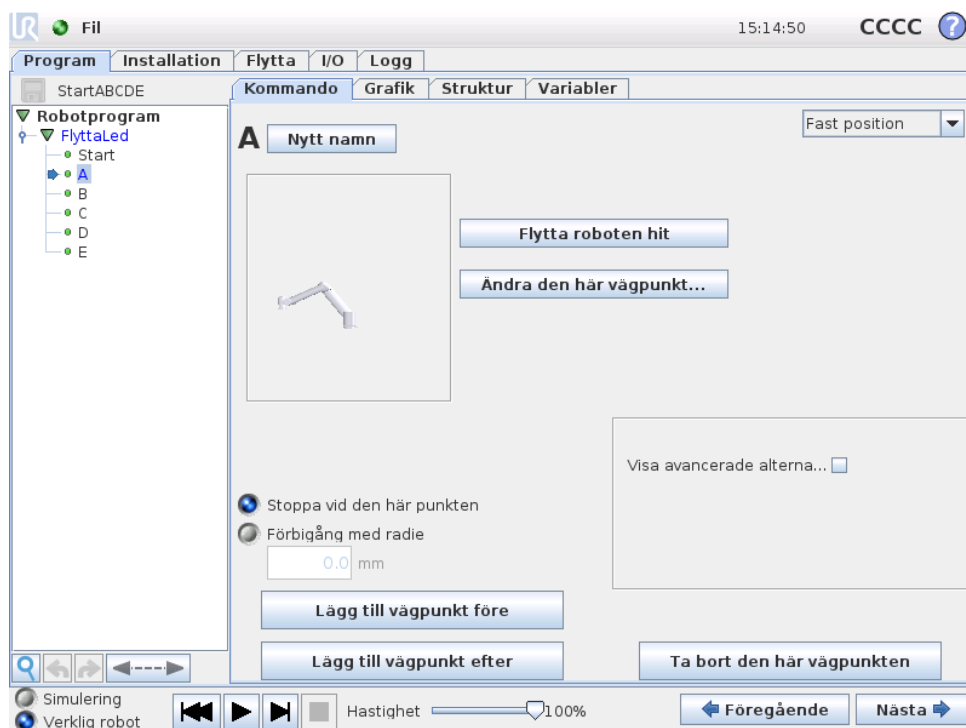 UR Fil 15:14:50 CCCC ?
Program Installation Flytta I/O Logg
StartABCDE
Kommando Grafik Struktur Variabler
Robotprogram
FlyttaLed
Start
A
B
C
D
E
A Nytt namn
Fast position
Flytta roboten hit
Ändra den här vägpunkt...
Visa avancerade alterna...
Stoppa vid den här punkten
Förbigång med radie
0.0 mm
Lägg till vägpunkt före
Lägg till vägpunkt efter
Ta bort den här vägpunkten
Simulering
Verklig robot
Hastighet 100%
Föregående
Nästa